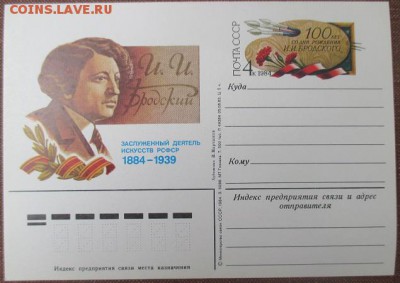 COINS.LAVE.RU
И. И.
Бродский
ЗАСЛУЖЕННЫЙ ДЕЯТЕЛЬ
ИСКУССТВ РСФСР
1884–1939
Индекс предприятия связи места назначения
ПОЧТА СССР
4к 1984
100 лет
СО ДНЯ РОЖДЕНИЯ
И.И.БРОДСКОГО
Куда
Кому
Индекс предприятия связи и адрес
отправителя